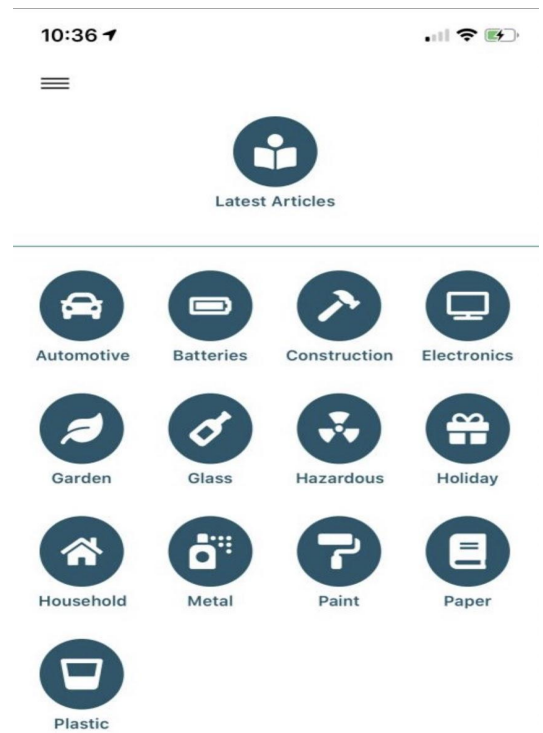 10:36
Latest Articles
Automotive Batteries Construction Electronics
Garden Glass Hazardous Holiday
Household Metal Paint Paper
Plastic